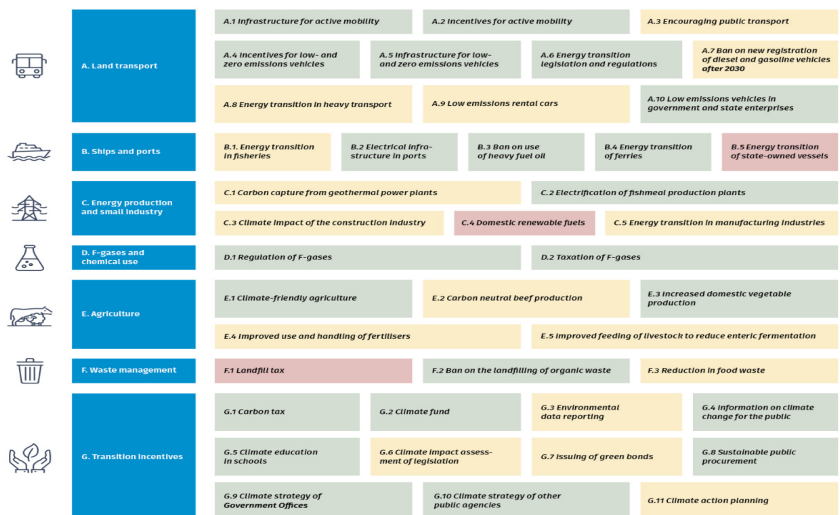 A.1 Infrastructure for active mobility
A.2 Incentives for active mobility
A.3 Encouraging public transport
A. Land transport
A.4 Incentives for low- and
zero emissions vehicles
A.5 Infrastructure for low-
and zero emissions vehicles
A.6 Energy transition
legislation and regulations
A.7 Ban on new registration
of diesel and gasoline vehicles
after 2030
A.8 Energy transition in heavy transport
A.9 Low emissions rental cars
A.10 Low emissions vehicles in
government and state enterprises
B. Ships and ports
B.1. Energy transition
in fisheries
B.2 Electrical infra-
structure in ports
B.3 Ban on use
of heavy fuel oil
B.4 Energy transition
of ferries
B.5 Energy transition
of state-owned vessels
C. Energy production
and small industry
C.1 Carbon capture from geothermal power plants
C.2 Electrification of fishmeal production plants
C.3 Climate impact of the construction industry
C.4 Domestic renewable fuels
C.5 Energy transition in manufacturing industries
D. F-gases and
chemical use
D.1 Regulation of F-gases
D.2 Taxation of F-gases
E. Agriculture
E.1 Climate-friendly agriculture
E.2 Carbon neutral beef production
E.3 Increased domestic vegetable
production
E.4 Improved use and handling of fertilisers
E.5 Improved feeding of livestock to reduce enteric fermentation
F. Waste management
F.1 Landfill tax
F.2 Ban on the landfilling of organic waste
F.3 Reduction in food waste
G. Transition incentives
G.1 Carbon tax
G.2 Climate fund
G.3 Environmental
data reporting
G.4 Information on climate
change for the public
G.5 Climate education
in schools
G.6 Climate impact assess-
ment of legislation
G.7 Issuing of green bonds
G.8 Sustainable public
procurement
G.9 Climate strategy of
Government Offices
G.10 Climate strategy of other
public agencies
G.11 Climate action planning